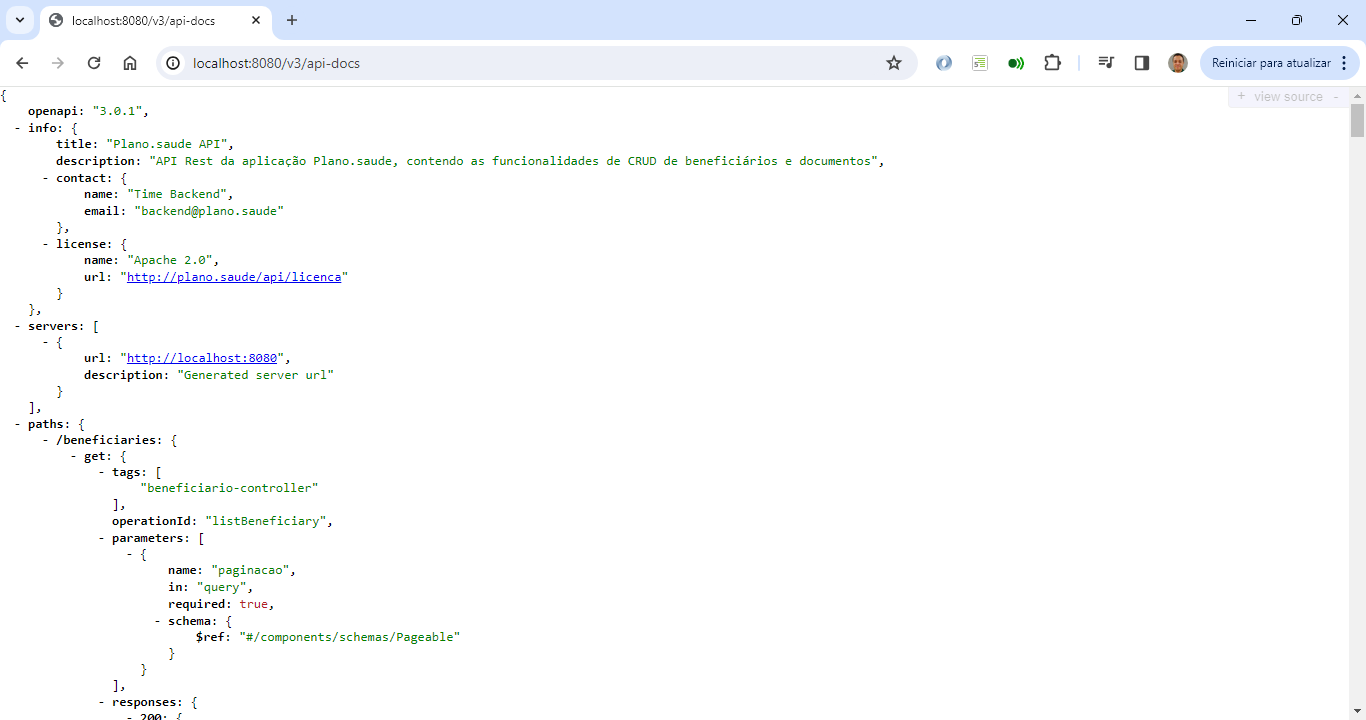 localhost:8080/v3/api-docs
localhost:8080/v3/api-docs
Reiniciar para atualizar
+ view source -
{
openapi: "3.0.1",
- info: {
title: "Plano.saude API",
description: "API Rest da aplicação Plano.saude, contendo as funcionalidades de CRUD de beneficiários e documentos",
- contact: {
name: "Time Backend",
email: "backend@plano.saude"
},
- license: {
name: "Apache 2.0",
url: "http://plano.saude/api/licenca"
}
},
- servers: [
- {
url: "http://localhost:8080",
description: "Generated server url"
}
],
- paths: {
- /beneficiaries: {
- get: {
- tags: [
"beneficiario-controller"
],
operationId: "listBeneficiary",
- parameters: [
- {
name: "paginacao",
in: "query",
required: true,
- schema: {
$ref: "#/components/schemas/Pageable"
}
}
],
- responses: {
- 200: {